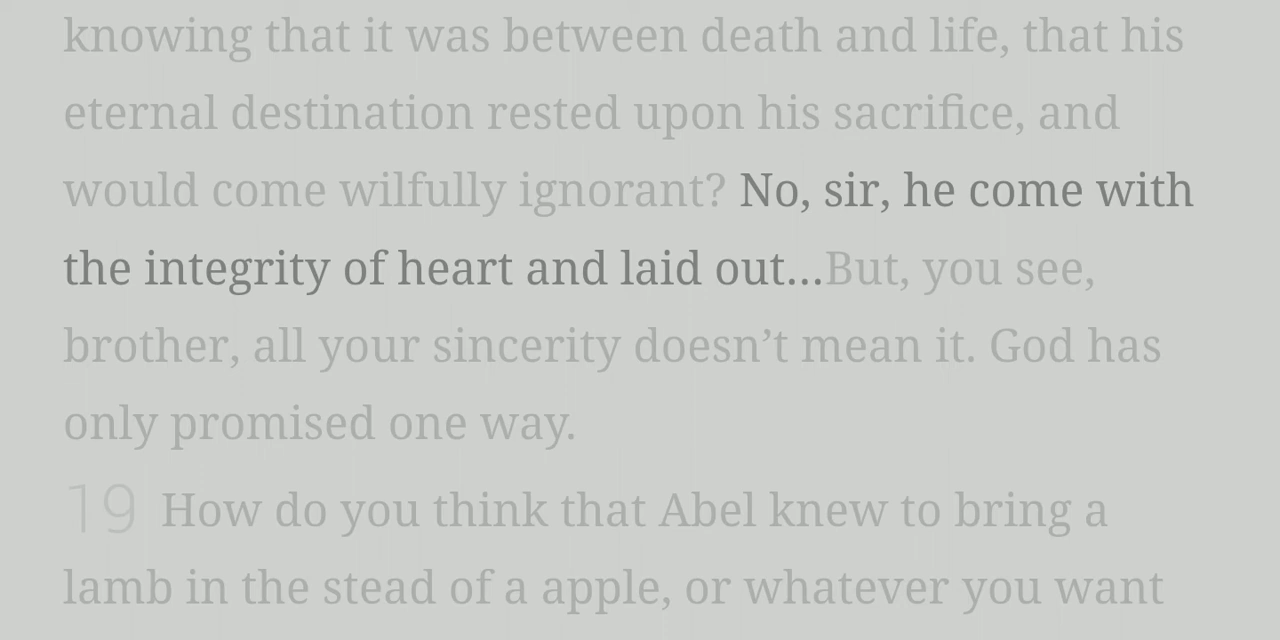 knowing that it was between death and life, that his
eternal destination rested upon his sacrifice, and
would come wilfully ignorant? No, sir, he come with
the integrity of heart and laid out…But, you see,
brother, all your sincerity doesn’t mean it. God has
only promised one way.
19 How do you think that Abel knew to bring a
lamb in the stead of a apple, or whatever you want